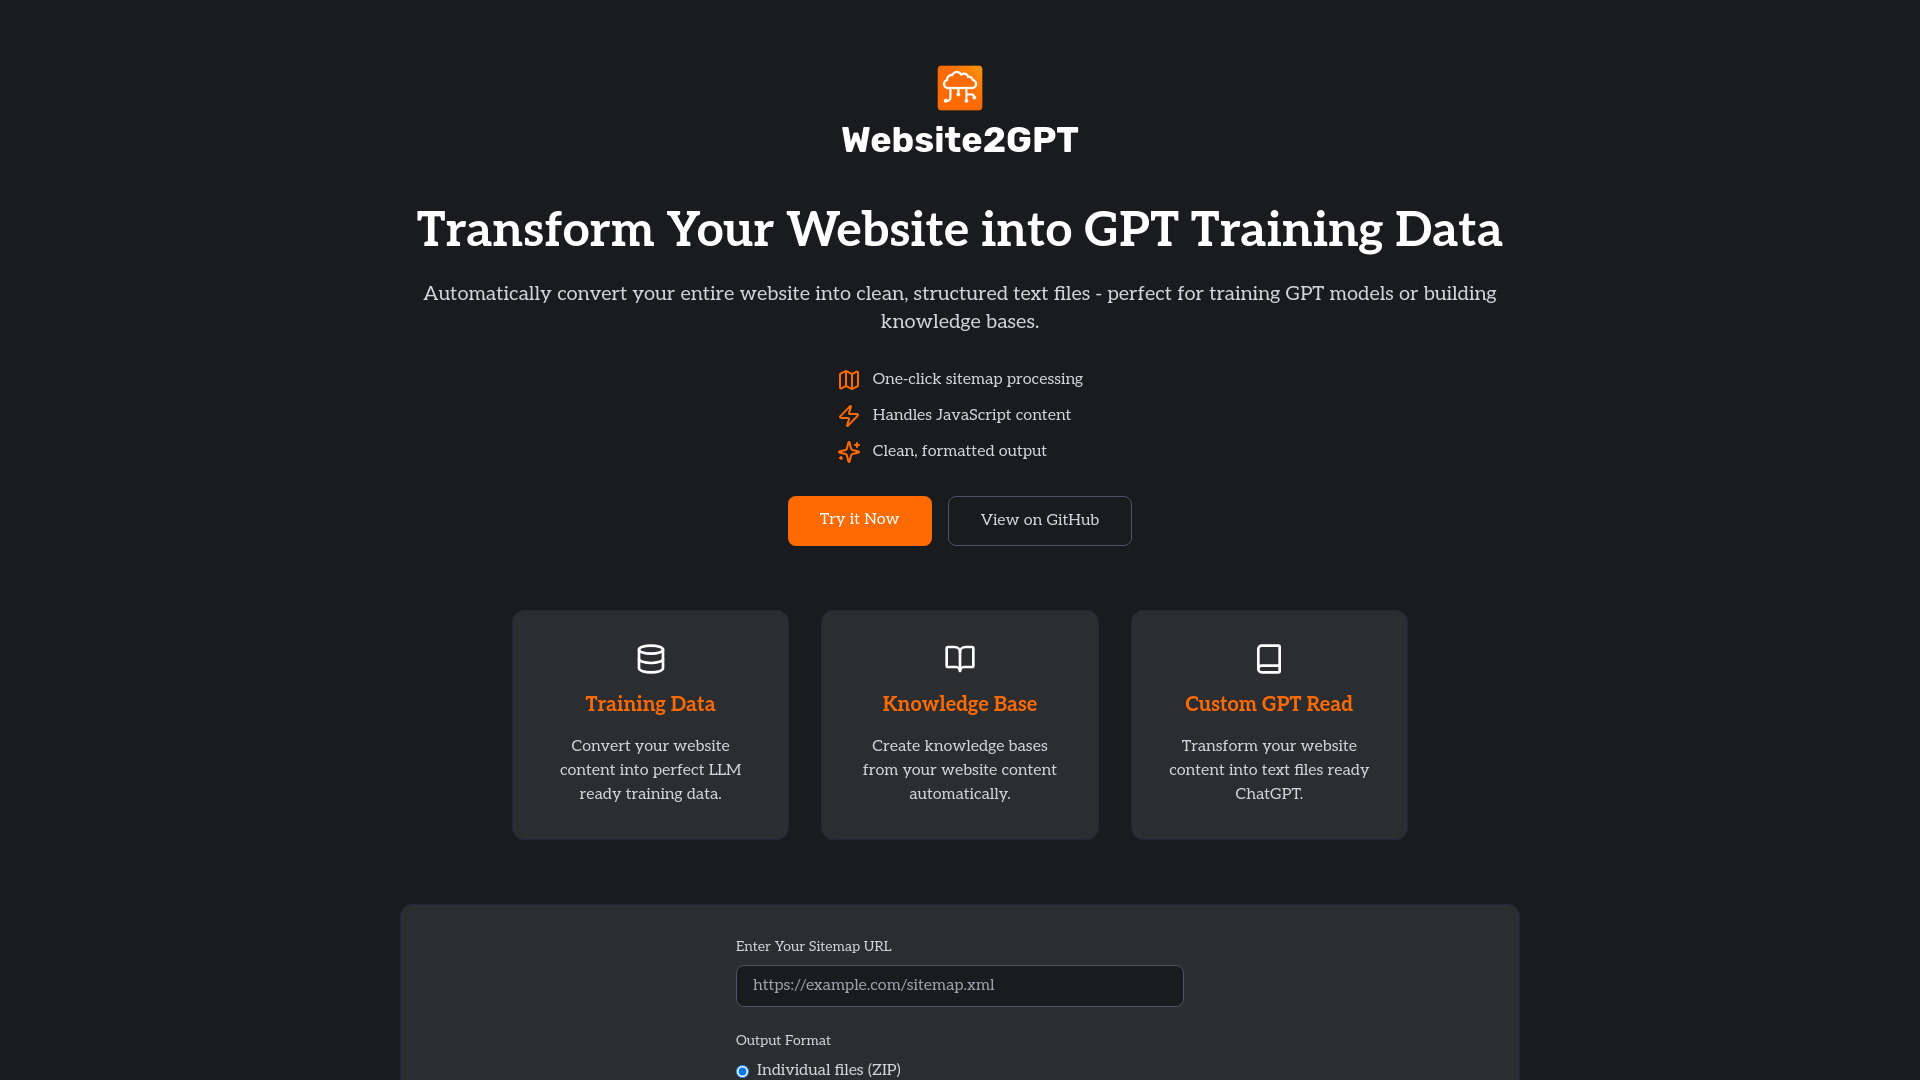 Website2GPT
Transform Your Website into GPT Training Data
Automatically convert your entire website into clean, structured text files - perfect for training GPT models or building
knowledge bases.
One-click sitemap processing
Handles JavaScript content
Clean, formatted output
Try it Now
View on GitHub
Training Data
Convert your website
content into perfect LLM
ready training data.
Knowledge Base
Create knowledge bases
from your website content
automatically.
Custom GPT Read
Transform your website
content into text files ready
ChatGPT.
Enter Your Sitemap URL
https://example.com/sitemap.xml
Output Format
Individual files (ZIP)